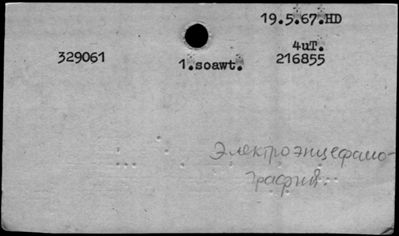 19.5.67.HD
4uT.
329061 1.soawt. 216855
Электроэнцефало-
графия.